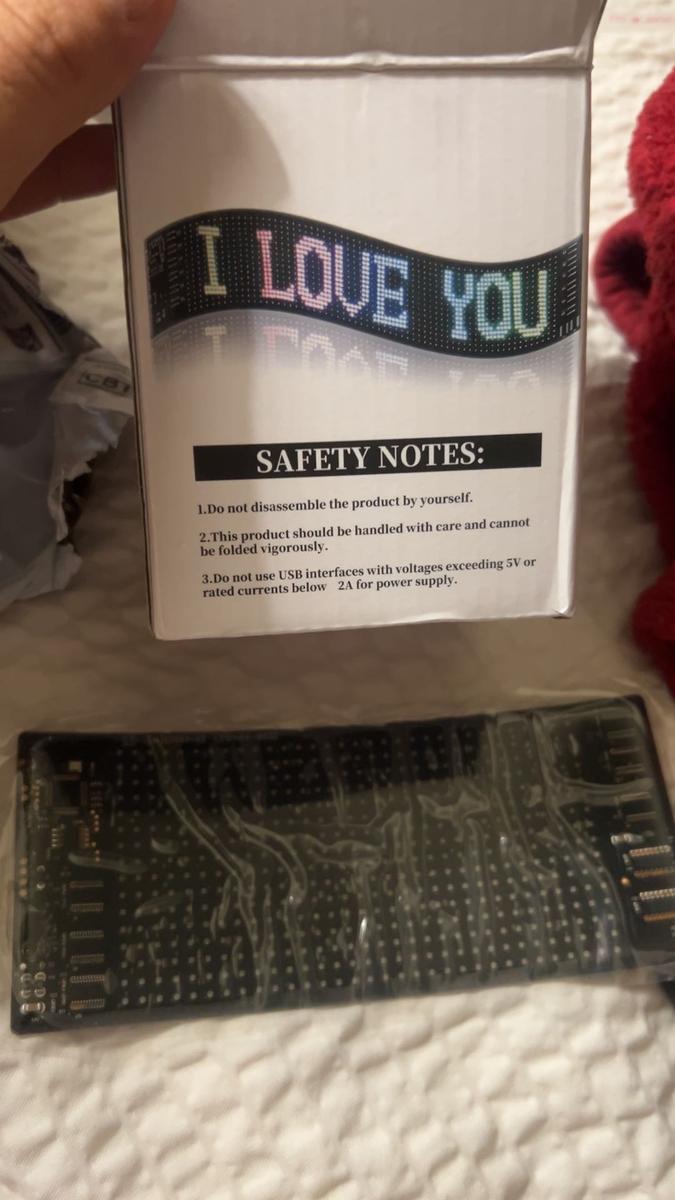 I LOVE YOU
SAFETY NOTES:
1.Do not disassemble the product by yourself.
2.This product should be handled with care and cannot
be folded vigorously.
3.Do not use USB interfaces with voltages exceeding 5V or
rated currents below 2A for power supply.